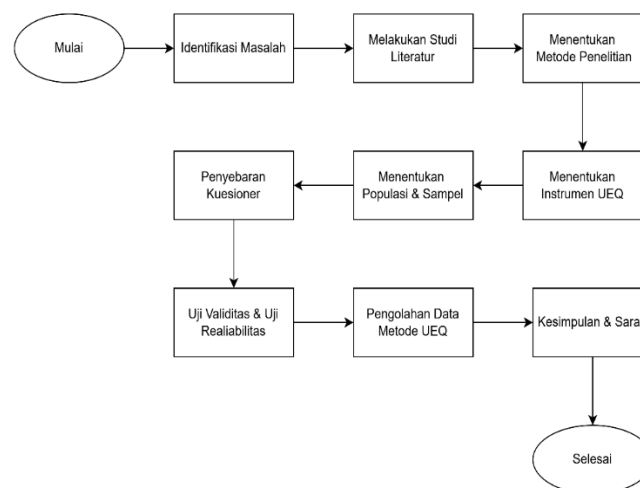 Mulai
Identifikasi Masalah
Melakukan Studi
Literatur
Menentukan
Metode Penelitian
Menentukan
Instrumen UEQ
Menentukan
Populasi & Sampel
Penyebaran
Kuesioner
Uji Validitas & Uji
Realiabilitas
Pengolahan Data
Metode UEQ
Kesimpulan & Sara
Selesai